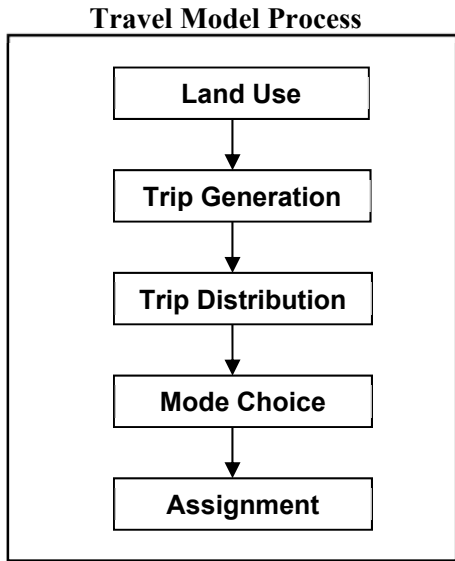 Travel Model Process
Land Use
Trip Generation
Trip Distribution
Mode Choice
Assignment